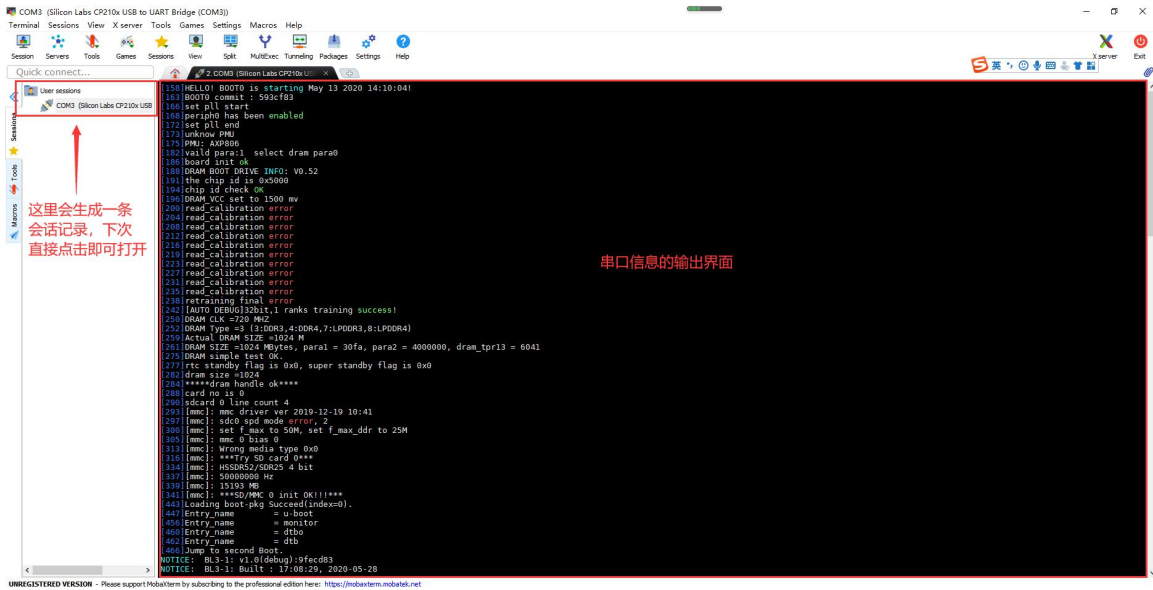 COM3 (Silicon Labs CP210x USB to UART Bridge (COM3))
Terminal Sessions View X server Tools Games Settings Macros Help
Session Servers Tools Games Sessions View Split MultiExec Tunneling Packages Settings Help X server Exit
英
Quick connect...
2. COM3 (Silicon Labs CP210x US
User sessions
COM3 (Silicon Labs CP210x USB
Sessions
Tools
Macros
这里会生成一条
会话记录，下次
直接点击即可打开
串口信息的输出界面
[158]HELLO! BOOT0 is starting May 13 2020 14:10:04!
[163]BOOT0 commit : 593cf83
[166]set pll start
[168]periph0 has been enabled
[172]set pll end
[173]unknow PMU
[175]PMU: AXP806
[182]vaild para:1 select dram para0
[186]board init ok
[188]DRAM BOOT DRIVE INFO: V0.52
[191]the chip id is 0x5000
[194]chip id check OK
[196]DRAM_VCC set to 1500 mv
[200]read_calibration error
[204]read_calibration error
[208]read_calibration error
[212]read_calibration error
[216]read_calibration error
[219]read_calibration error
[223]read_calibration error
[227]read_calibration error
[231]read_calibration error
[235]read_calibration error
[238]retraining final error
[242][AUTO DEBUG]32bit,1 ranks training success!
[250]DRAM CLK =720 MHZ
[252]DRAM Type =3 (3:DDR3,4:DDR4,7:LPDDR3,8:LPDDR4)
[259]Actual DRAM SIZE =1024 M
[261]DRAM SIZE =1024 MBytes, para1 = 30fa, para2 = 4000000, dram_tpr13 = 6041
[275]DRAM simple test OK.
[277]rtc standby flag is 0x0, super standby flag is 0x0
[282]dram size =1024
[284]*****dram handle ok****
[288]card no is 0
[290]sdcard 0 line count 4
[293][mmc]: mmc driver ver 2019-12-19 10:41
[297][mmc]: sdc0 spd mode error, 2
[300][mmc]: set f_max to 50M, set f_max_ddr to 25M
[305][mmc]: mmc 0 bias 0
[313][mmc]: Wrong media type 0x0
[316][mmc]: ***Try SD card 0***
[334][mmc]: HSSDR52/SDR25 4 bit
[337][mmc]: 50000000 Hz
[339][mmc]: 15193 MB
[341][mmc]: ***SD/MMC 0 init OK!!!***
[443]Loading boot-pkg Succeed(index=0).
[447]Entry_name = u-boot
[456]Entry_name = monitor
[460]Entry_name = dtbo
[462]Entry_name = dtb
[466]Jump to second Boot.
NOTICE: BL3-1: v1.0(debug):9fecd83
NOTICE: BL3-1: Built : 17:08:29, 2020-05-28
UNREGISTERED VERSION - Please support MobaXterm by subscribing to the professional edition here: https://mobaxterm.mobatek.net